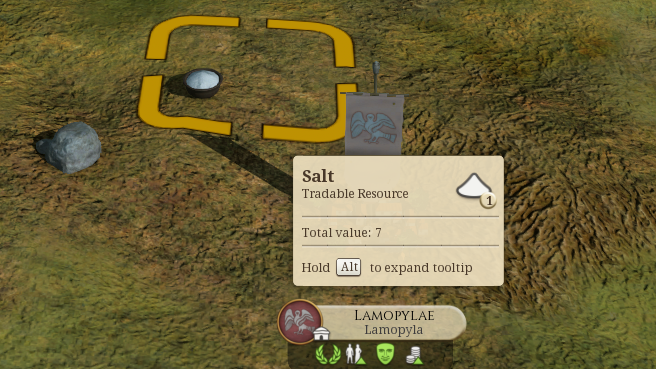 Salt
Tradable Resource
1
Total value: 7
Hold Alt to expand tooltip
LAMOPYLAE
Lamopyla